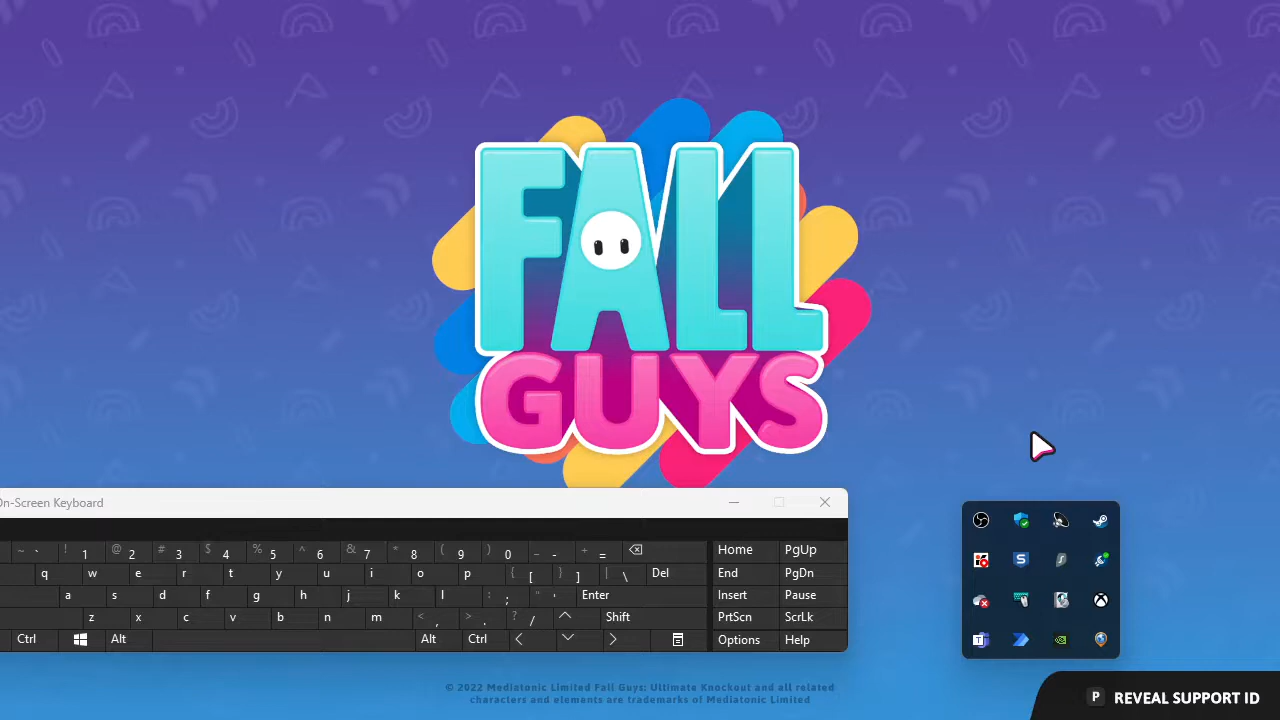 FALL
GUYS
On-Screen Keyboard
~ ` ! 1 @ 2 # 3 $ 4 % 5 ^ 6 & 7 * 8 ( 9 ) 0 _ - + = Home PgUp
q w e r t y u i o p { [ } ] | \ Del End PgDn
a s d f g h j k l : ; " ' Enter Insert Pause
z x c v b n m < , > . ? / Shift PrtScn ScrLk
Ctrl Alt Alt Ctrl Options Help
© 2022 Mediatonic Limited Fall Guys: Ultimate Knockout and all related
characters and elements are trademarks of Mediatonic Limited
P REVEAL SUPPORT ID